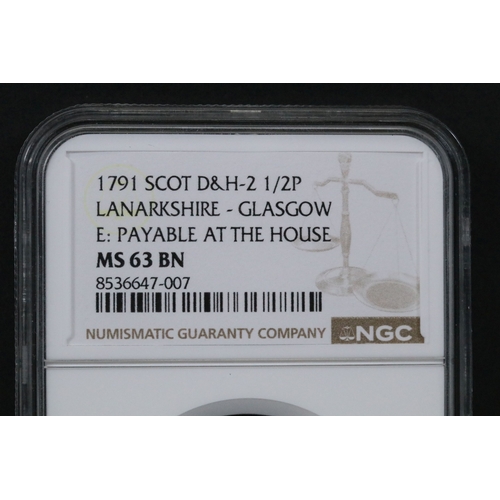 1791 SCOT D&H-2 1/2P
LANARKSHIRE - GLASGOW
E: PAYABLE AT THE HOUSE
MS 63 BN
8536647-007
NUMISMATIC GUARANTY COMPANY NGC